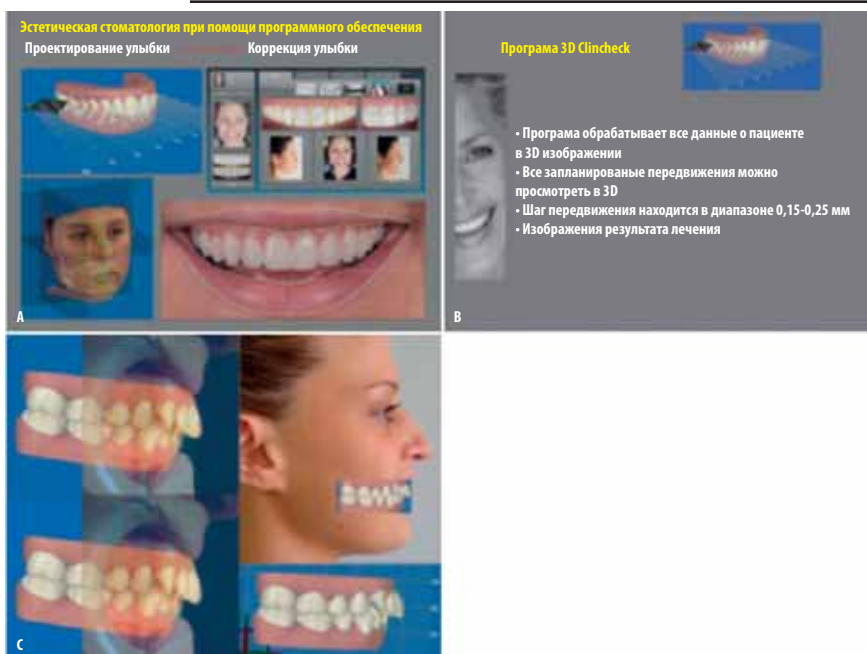 Эстетическая стоматология при помощи программного обеспечения
Проектирование улыбки
Коррекция улыбки
A
Програма 3D Clincheck
• Програма обрабатывает все данные о пациенте
в 3D изображении
• Все запланированые передвижения можно
просмотреть в 3D
• Шаг передвижения находится в диапазоне 0,15-0,25 мм
• Изображения результата лечения
B
C